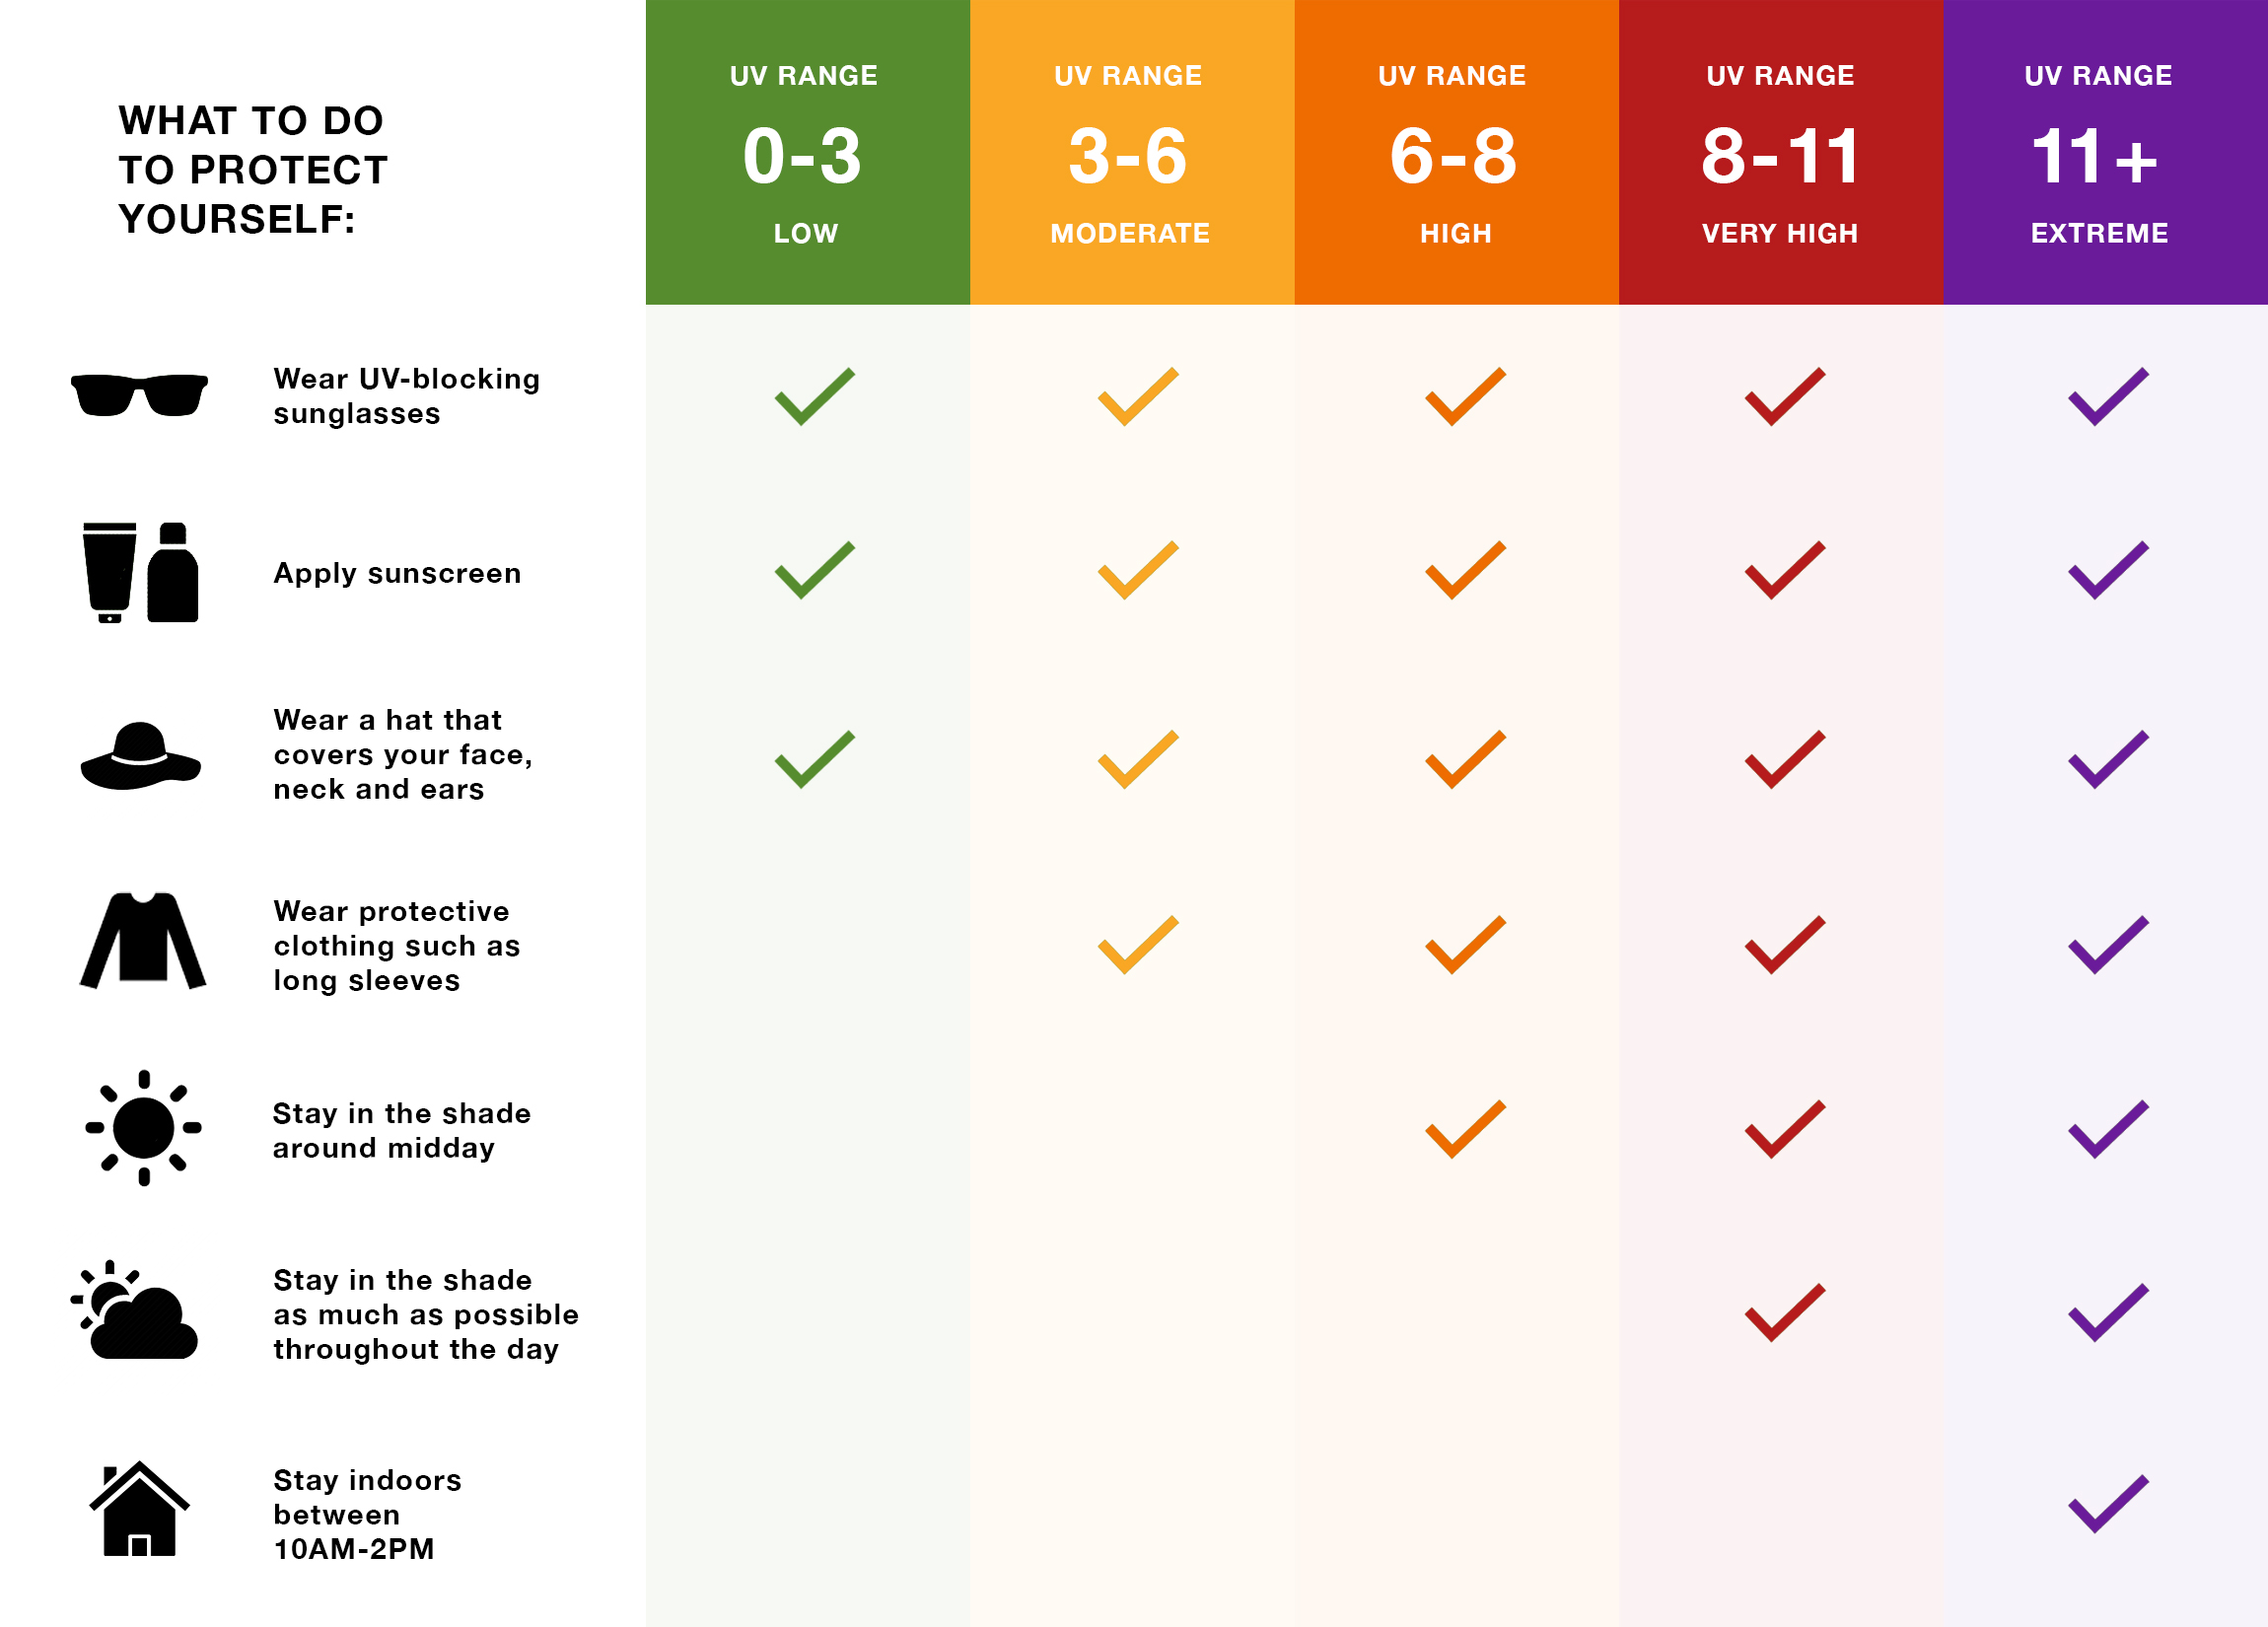 WHAT TO DO
TO PROTECT
YOURSELF:
UV RANGE
0-3
LOW
UV RANGE
3-6
MODERATE
UV RANGE
6-8
HIGH
UV RANGE
8-11
VERY HIGH
UV RANGE
11+
EXTREME
Wear UV-blocking
sunglasses
Apply sunscreen
Wear a hat that
covers your face,
neck and ears
Wear protective
clothing such as
long sleeves
Stay in the shade
around midday
Stay in the shade
as much as possible
throughout the day
Stay indoors
between
10AM-2PM